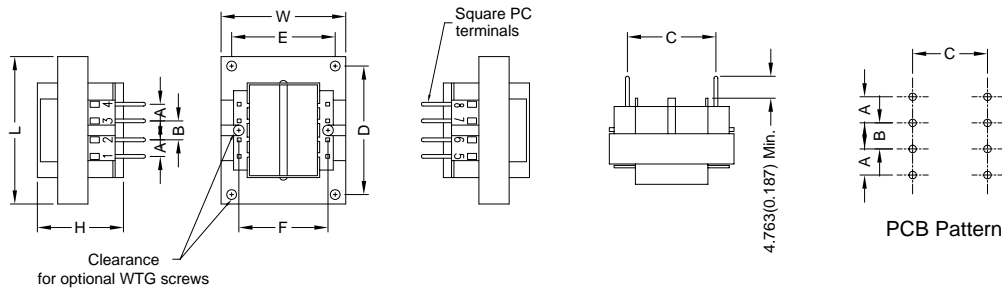 W
E
Square PC
terminals
C
C
L
4
3
2
1
A
B
A
D
8
7
6
5
4.763(0.187) Min.
A
B
A
H
F
PCB Pattern
Clearance
for optional WTG screws